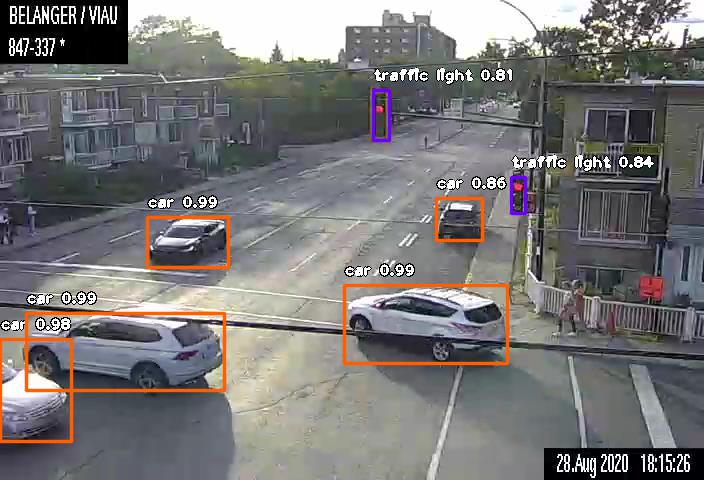 BELANGER / VIAU
847-337 *
traffic light 0.81
traffic light 0.84
car 0.86
car 0.99
car 0.99
car 0.99
car 0.98
28.Aug 2020 18:15:26